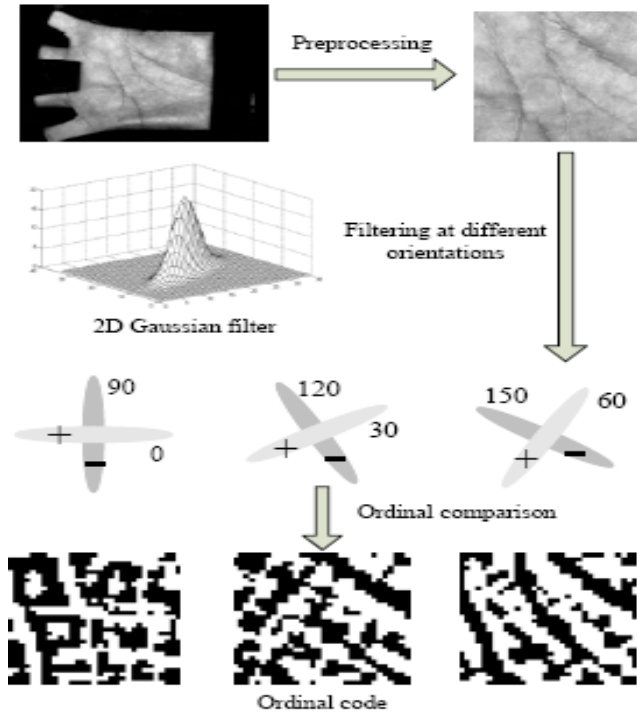 Preprocessing
Filtering at different
orientations
2D Gaussian filter
90
0
+
120
30
+
150
60
+
Ordinal comparison
Ordinal code